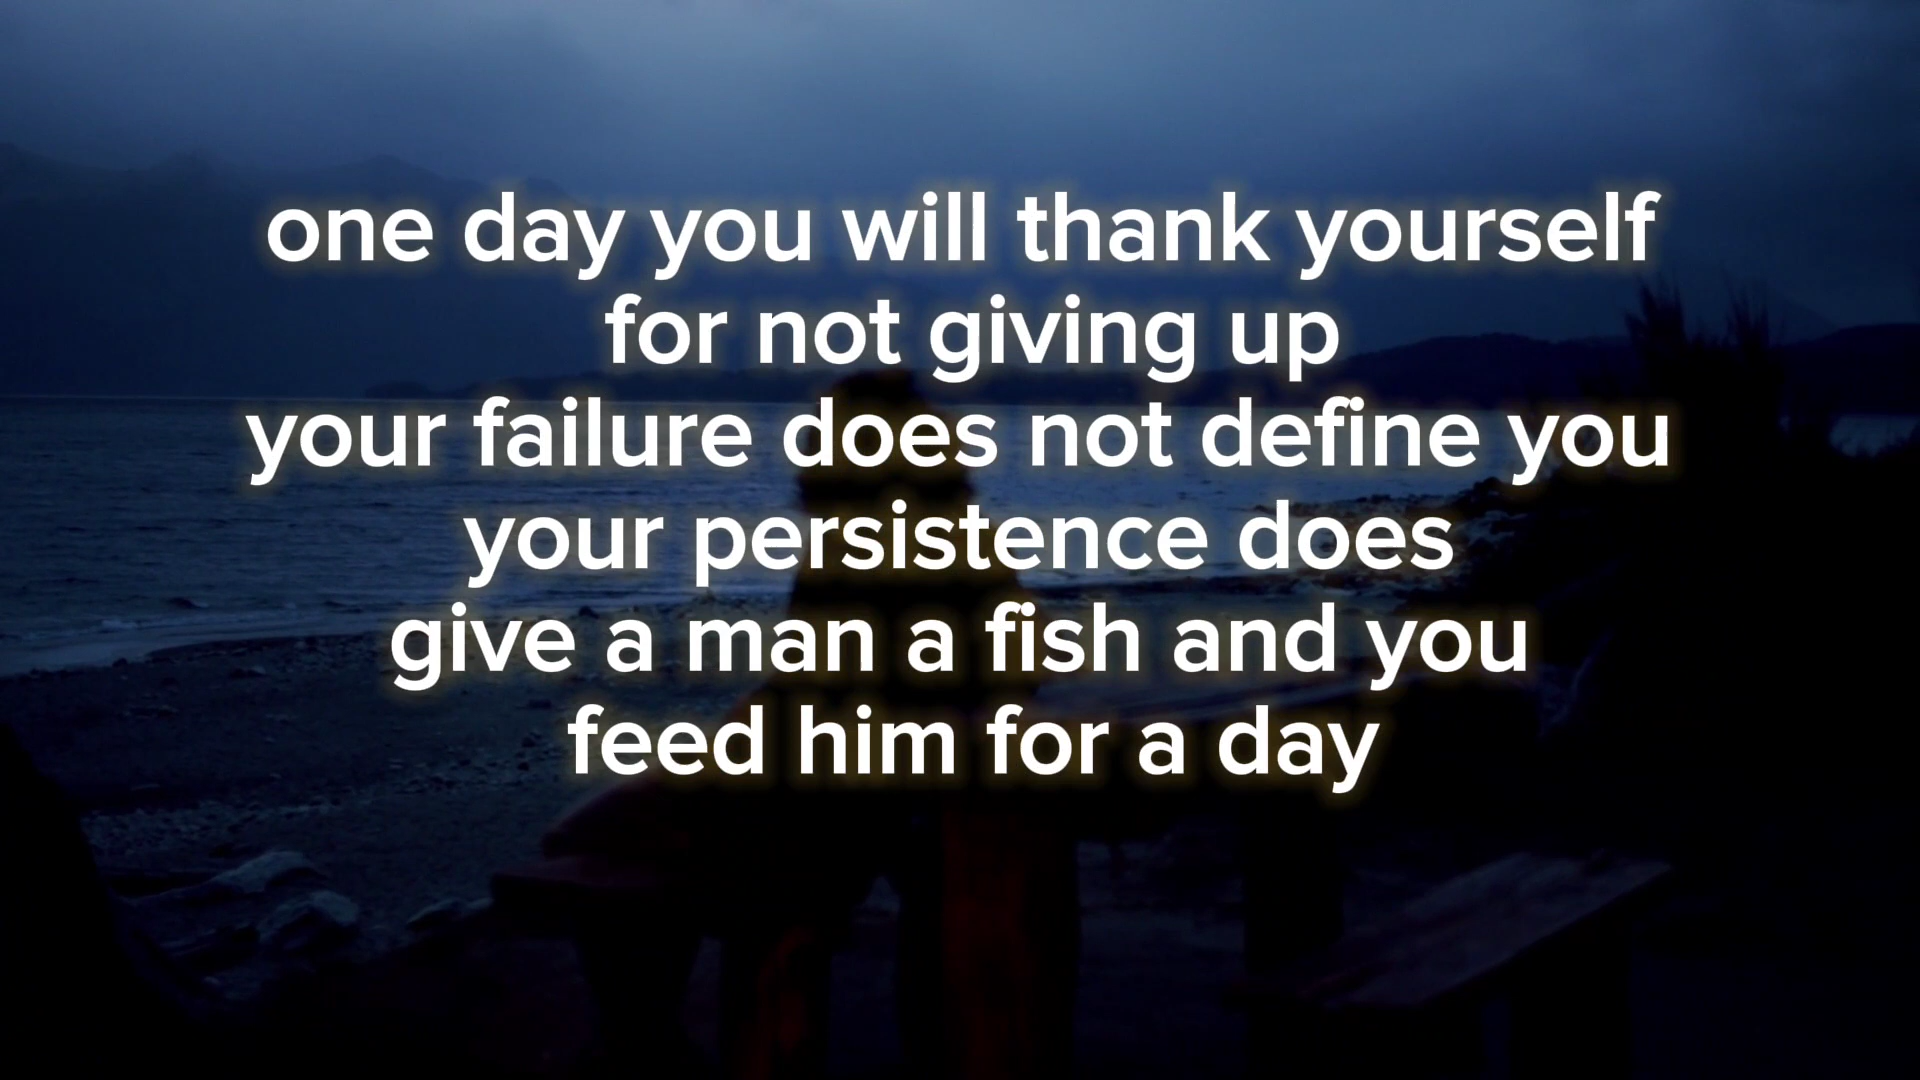 one day you will thank yourself
for not giving up
your failure does not define you
your persistence does
give a man a fish and you
feed him for a day